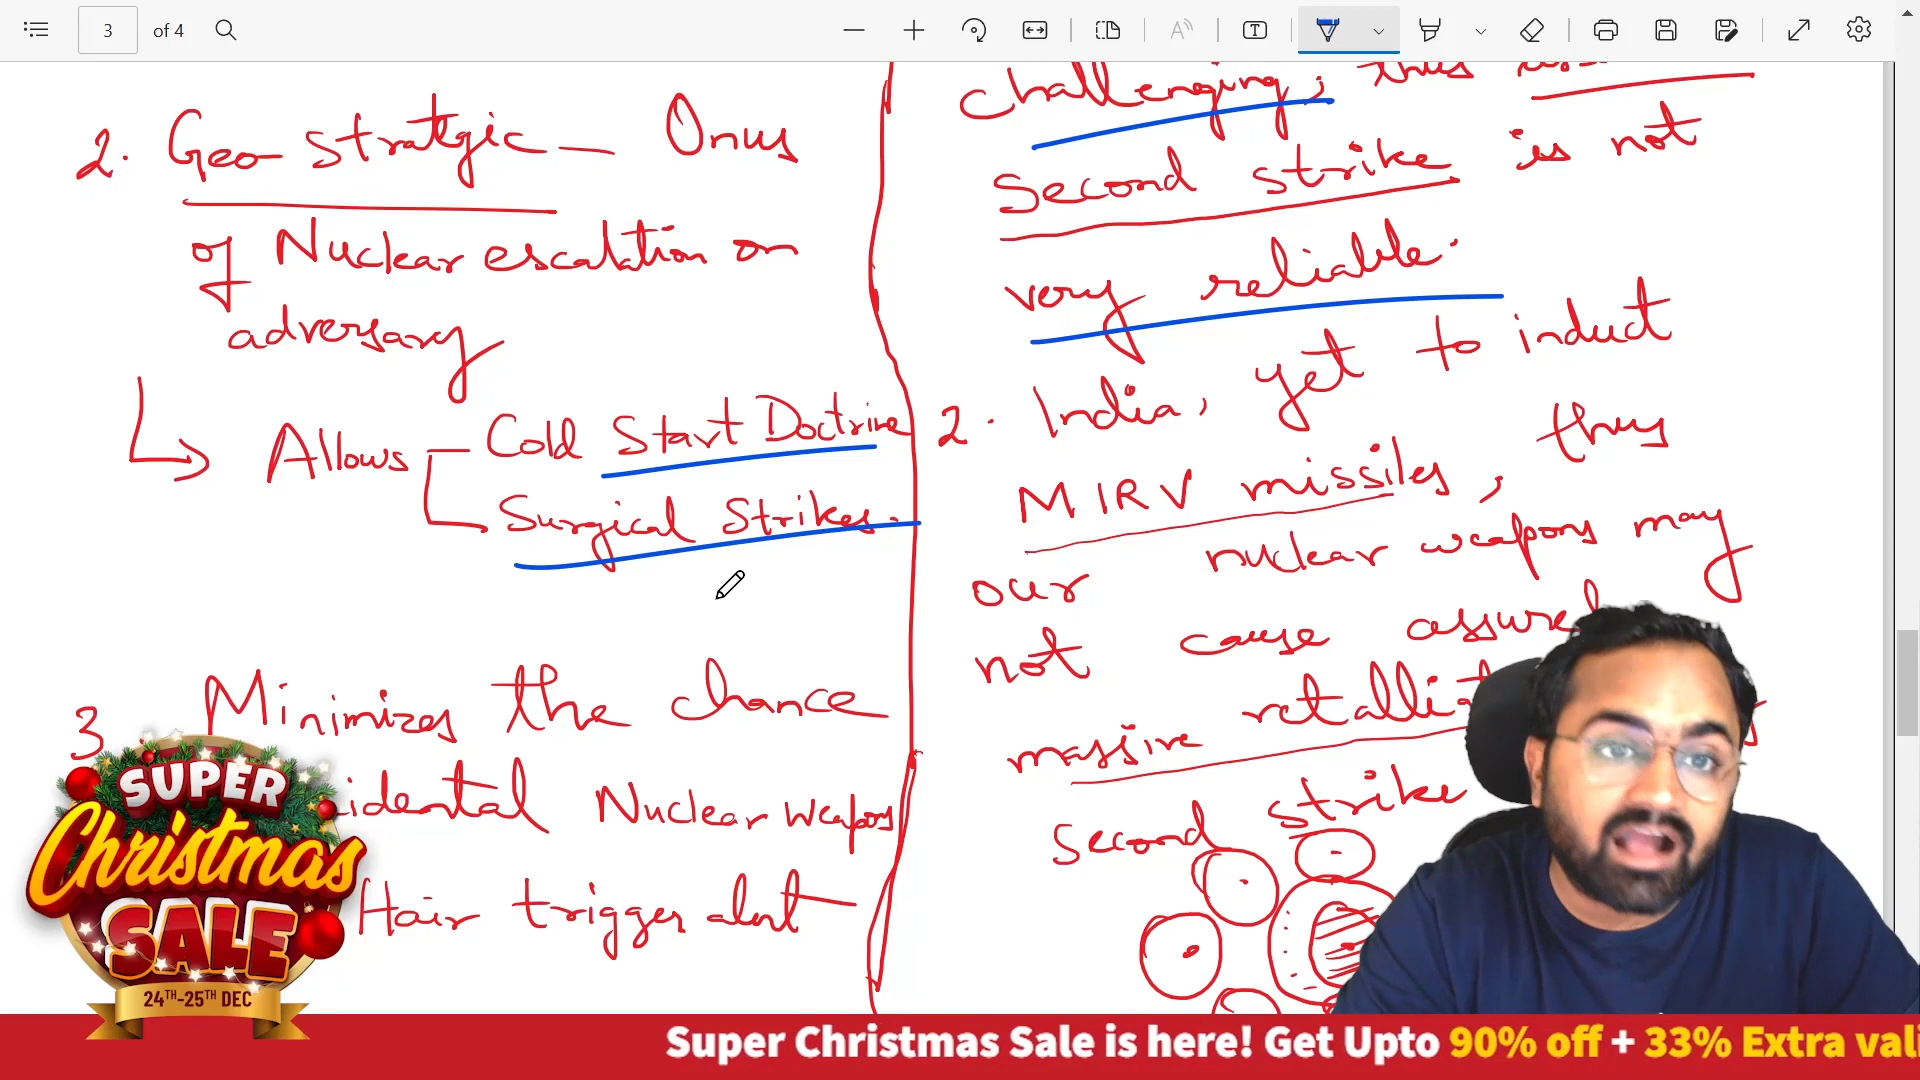 3 of 4
2. Geo-Strategic — Onus
of Nuclear escalation on
adversary
Allows Cold Start Doctrine
Surgical Strikes.
3 Minimizes the chance
idental Nuclear Weapons
Hair trigger alert
challenging, thus
Second strike is not
very reliable.
2. India, yet to induct
MIRV missiles, thus
our nuclear weapons may
not cause assured
massive
Second strike
SUPER
Christmas
SALE
24TH-25TH DEC
Super Christmas Sale is here! Get Upto 90% off + 33% Extra vali